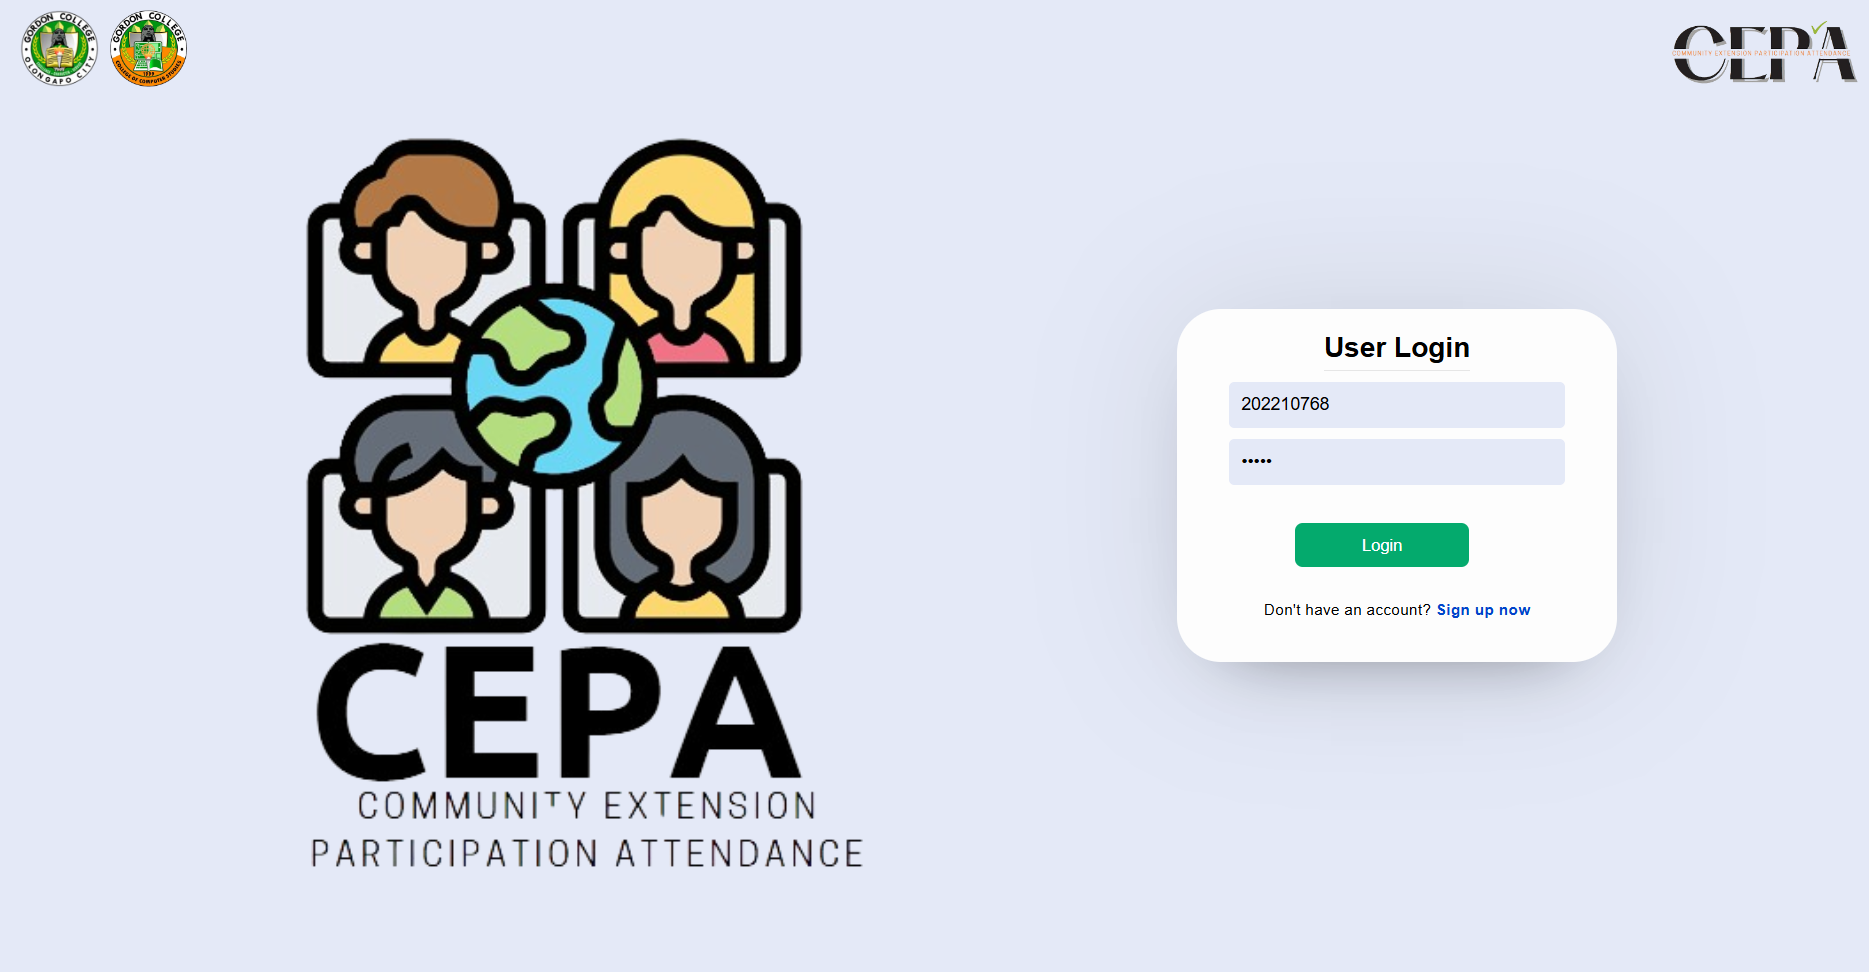 GORDON COLLEGE
OLONGAPO CITY
GORDON COLLEGE
COLLEGE OF COMPUTER STUDIES
1999
CEPA
COMMUNITY EXTENSION PARTICIPATION ATTENDANCE
User Login
202210768
•••••
Login
Don't have an account? Sign up now
CEPA
COMMUNITY EXTENSION
PARTICIPATION ATTENDANCE